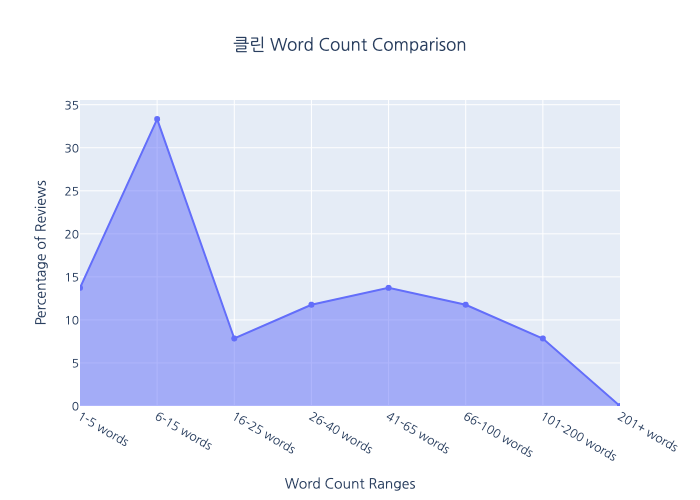 클린 Word Count Comparison
Percentage of Reviews
35
30
25
20
15
10
5
0
1-5 words
6-15 words
16-25 words
26-40 words
41-65 words
66-100 words
101-200 words
201+ words
Word Count Ranges